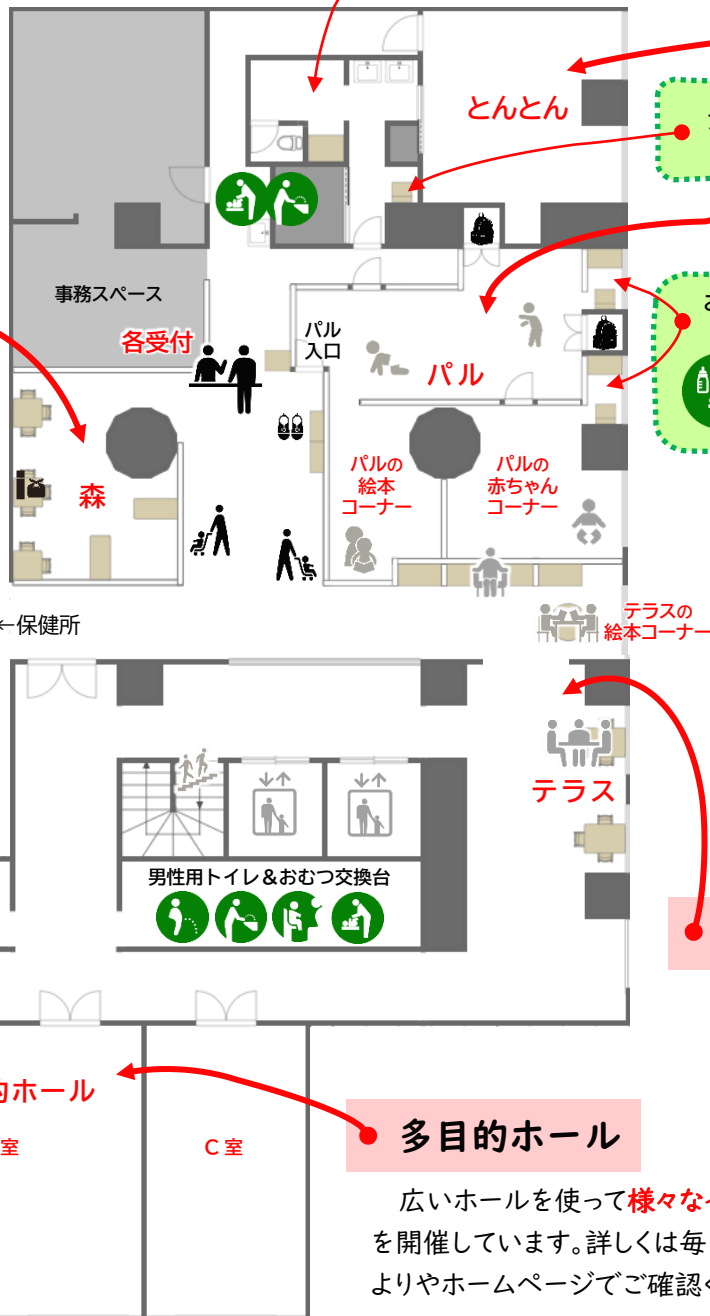 とんとん
事務スペース
各受付
パル
入口
パル
森
パルの
絵本
コーナー
パルの
赤ちゃん
コーナー
←保健所
テラスの
絵本コーナー
テラス
男性用トイレ&おむつ交換台
的ホール
室
C室
多目的ホール
広いホールを使って様々な
を開催しています。詳しくは毎
よりやホームページでご確認